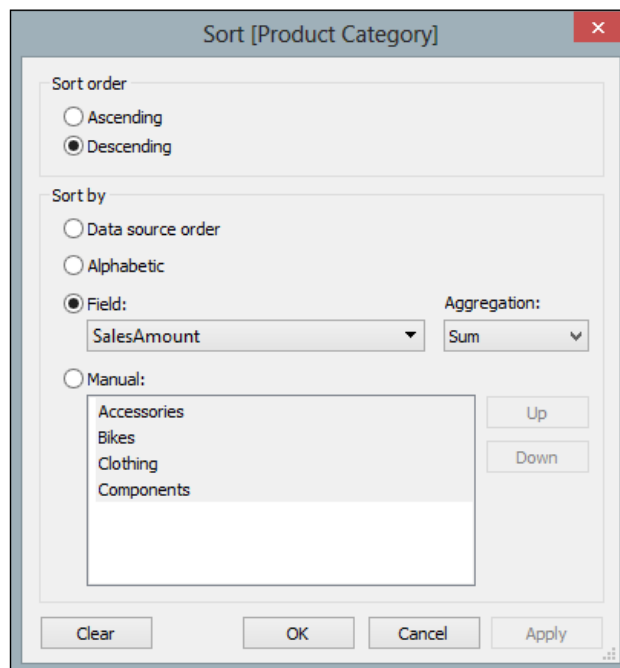 Sort [Product Category]
Sort order
Ascending
Descending
Sort by
Data source order
Alphabetic
Field: Aggregation:
SalesAmount Sum
Manual:
Accessories Up
Bikes
Clothing Down
Components
Clear OK Cancel Apply